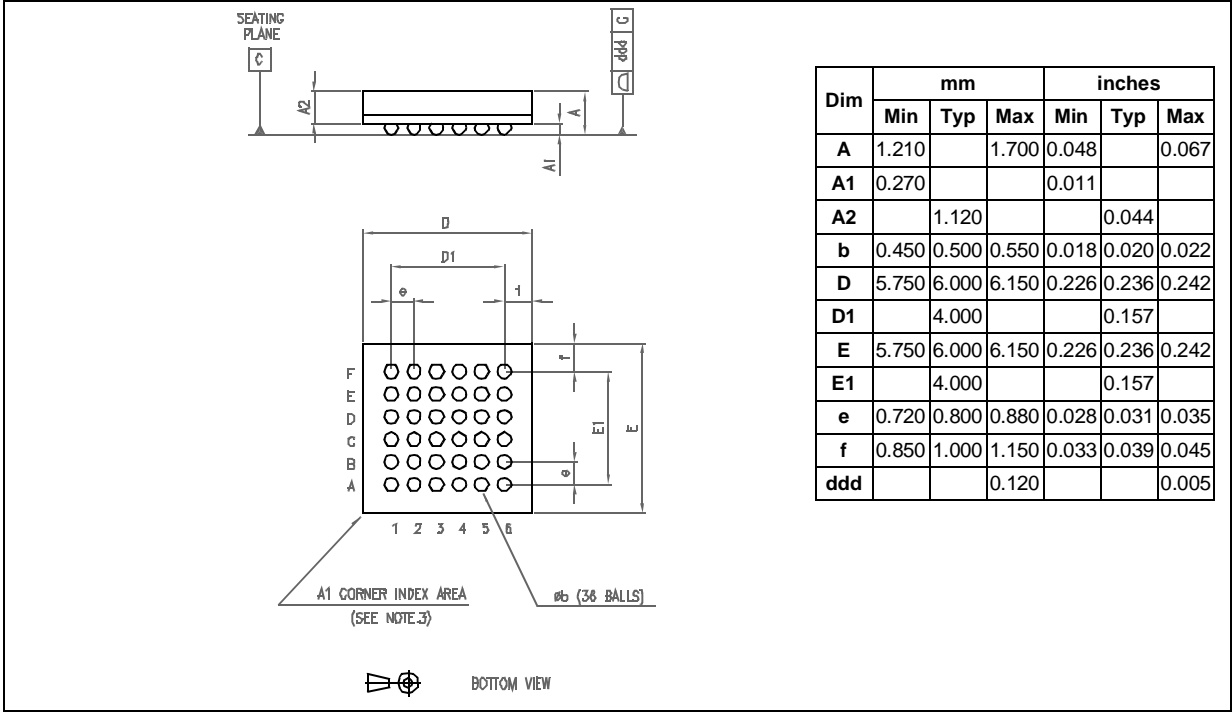 SEATING
PLANE
C
ddd C
A2
A
A1
D
D1
e
f
f
F
E
D
C
B
A
E1
E
e
1 2 3 4 5 6
A1 CORNER INDEX AREA
(SEE NOTE.3)
øb (36 BALLS)
BOTTOM VIEW
Dim mm inches
Min Typ Max Min Typ Max
A 1.210 1.700 0.048 0.067
A1 0.270 0.011
A2 1.120 0.044
b 0.450 0.500 0.550 0.018 0.020 0.022
D 5.750 6.000 6.150 0.226 0.236 0.242
D1 4.000 0.157
E 5.750 6.000 6.150 0.226 0.236 0.242
E1 4.000 0.157
e 0.720 0.800 0.880 0.028 0.031 0.035
f 0.850 1.000 1.150 0.033 0.039 0.045
ddd 0.120 0.005